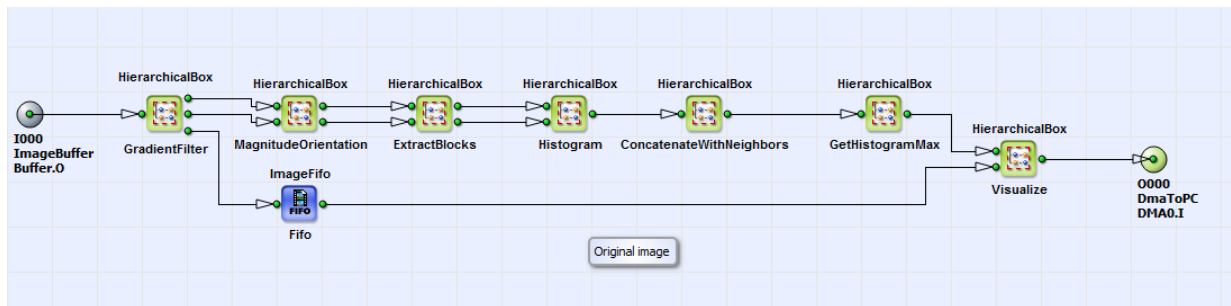 HierarchicalBox
HierarchicalBox
HierarchicalBox
HierarchicalBox
HierarchicalBox
HierarchicalBox
GradientFilter
MagnitudeOrientation
ExtractBlocks
Histogram
ConcatenateWithNeighbors
GetHistogramMax
I000
ImageBuffer
Buffer.O
HierarchicalBox
Visualize
ImageFifo
FIFO
Fifo
O000
DmaToPC
DMA0.I
Original image